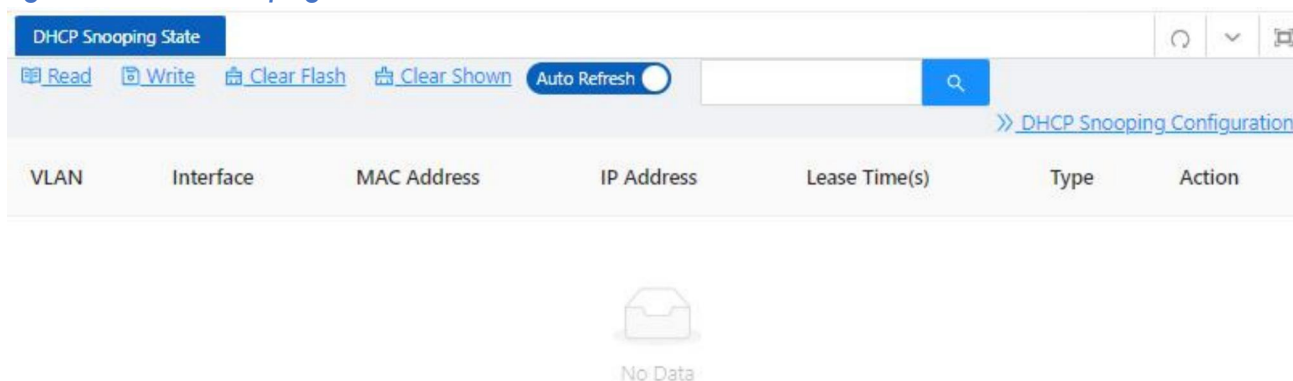 DHCP Snooping State
Read Write Clear Flash Clear Shown Auto Refresh
>> DHCP Snooping Configuration
VLAN Interface MAC Address IP Address Lease Time(s) Type Action
No Data